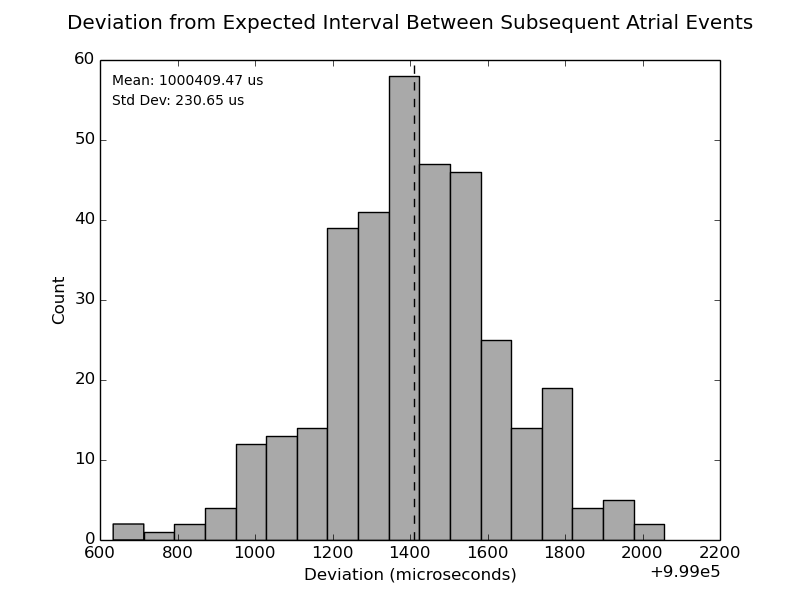 Deviation from Expected Interval Between Subsequent Atrial Events
60
Mean: 1000409.47 us
Std Dev: 230.65 us
50
40
30
20
10
0
Count
600 800 1000 1200 1400 1600 1800 2000 2200
Deviation (microseconds)
+9.99e5